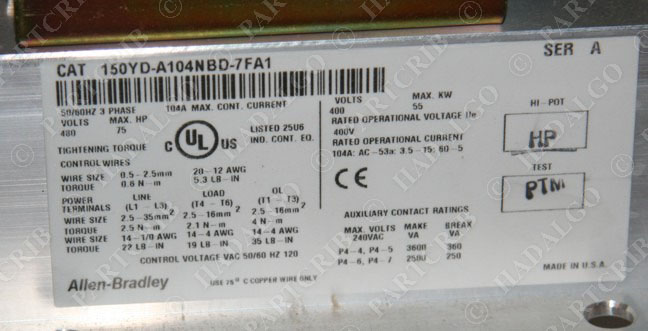 CAT 150YD-A104NBD-7FA1
SER A
50/60HZ 3 PHASE 104A MAX. CONT. CURRENT
VOLTS MAX. HP
480 75
C UL US
LISTED 25U6
IND. CONT. EQ.
TIGHTENING TORQUE
CONTROL WIRES
WIRE SIZE 0.5-2.5mm 20-12 AWG
TORQUE 0.6 N-m 5.3 LB-IN
POWER LINE LOAD OL
TERMINALS (L1 - L3) (T4 - T6) (T1 - T3)
WIRE SIZE 2.5-35mm² 2.5-16mm² 2.5-16mm²
TORQUE 2.5 N-m 2.1 N-m 4 N-m
WIRE SIZE 14-1/0 AWG 14-4 AWG 14-4 AWG
TORQUE 22 LB-IN 19 LB-IN 35 LB-IN
CONTROL VOLTAGE VAC 50/60 HZ 120
Allen-Bradley
USE 75° C COPPER WIRE ONLY
VOLTS MAX. KW
400 55
RATED OPERATIONAL VOLTAGE Ue
400V
RATED OPERATIONAL CURRENT
104A: AC-53a: 3.5-75: 60-5
CE
AUXILIARY CONTACT RATINGS
MAX. VOLTS MAKE BREAK
240VAC VA VA
P4-4, P4-5 3600 360
P4-6, P4-7 2500 250
HI-POT
HP
TEST
PTM
MADE IN U.S.A.
PARTCRIB
HADALGO